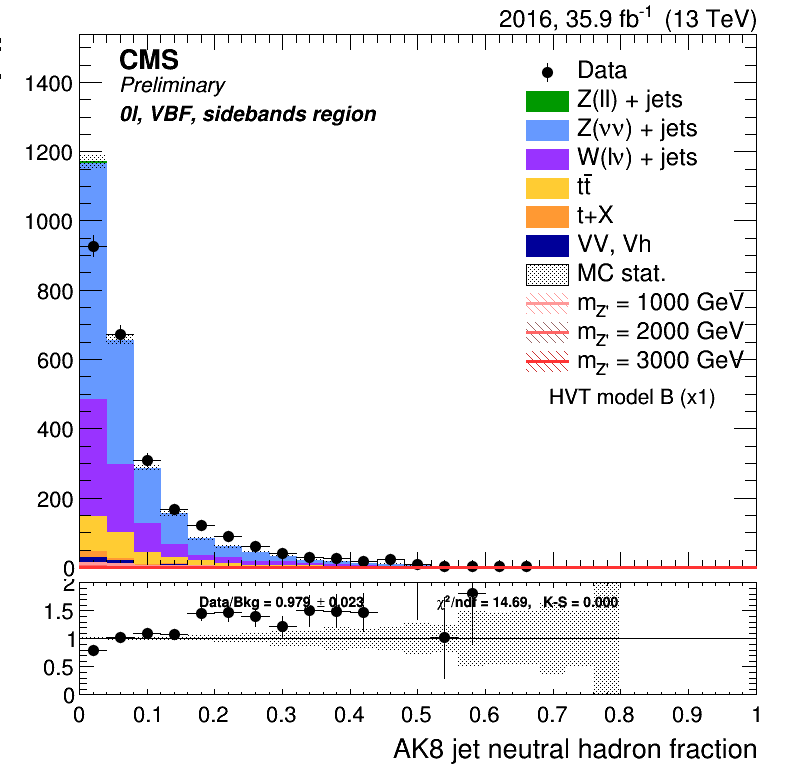 2016, 35.9 fb⁻¹ (13 TeV)
CMS
Preliminary
0l, VBF, sidebands region
Data
Z(ll) + jets
Z(νν) + jets
W(lν) + jets
tt̄
t+X
VV, Vh
MC stat.
m_Z' = 1000 GeV
m_Z' = 2000 GeV
m_Z' = 3000 GeV
HVT model B (x1)
1400
1200
1000
800
600
400
200
0
2
1.5
1
0.5
0
Data/Bkg = 0.979 ± 0.023
χ²/ndf = 14.69, K-S = 0.000
0 0.1 0.2 0.3 0.4 0.5 0.6 0.7 0.8 0.9 1
AK8 jet neutral hadron fraction